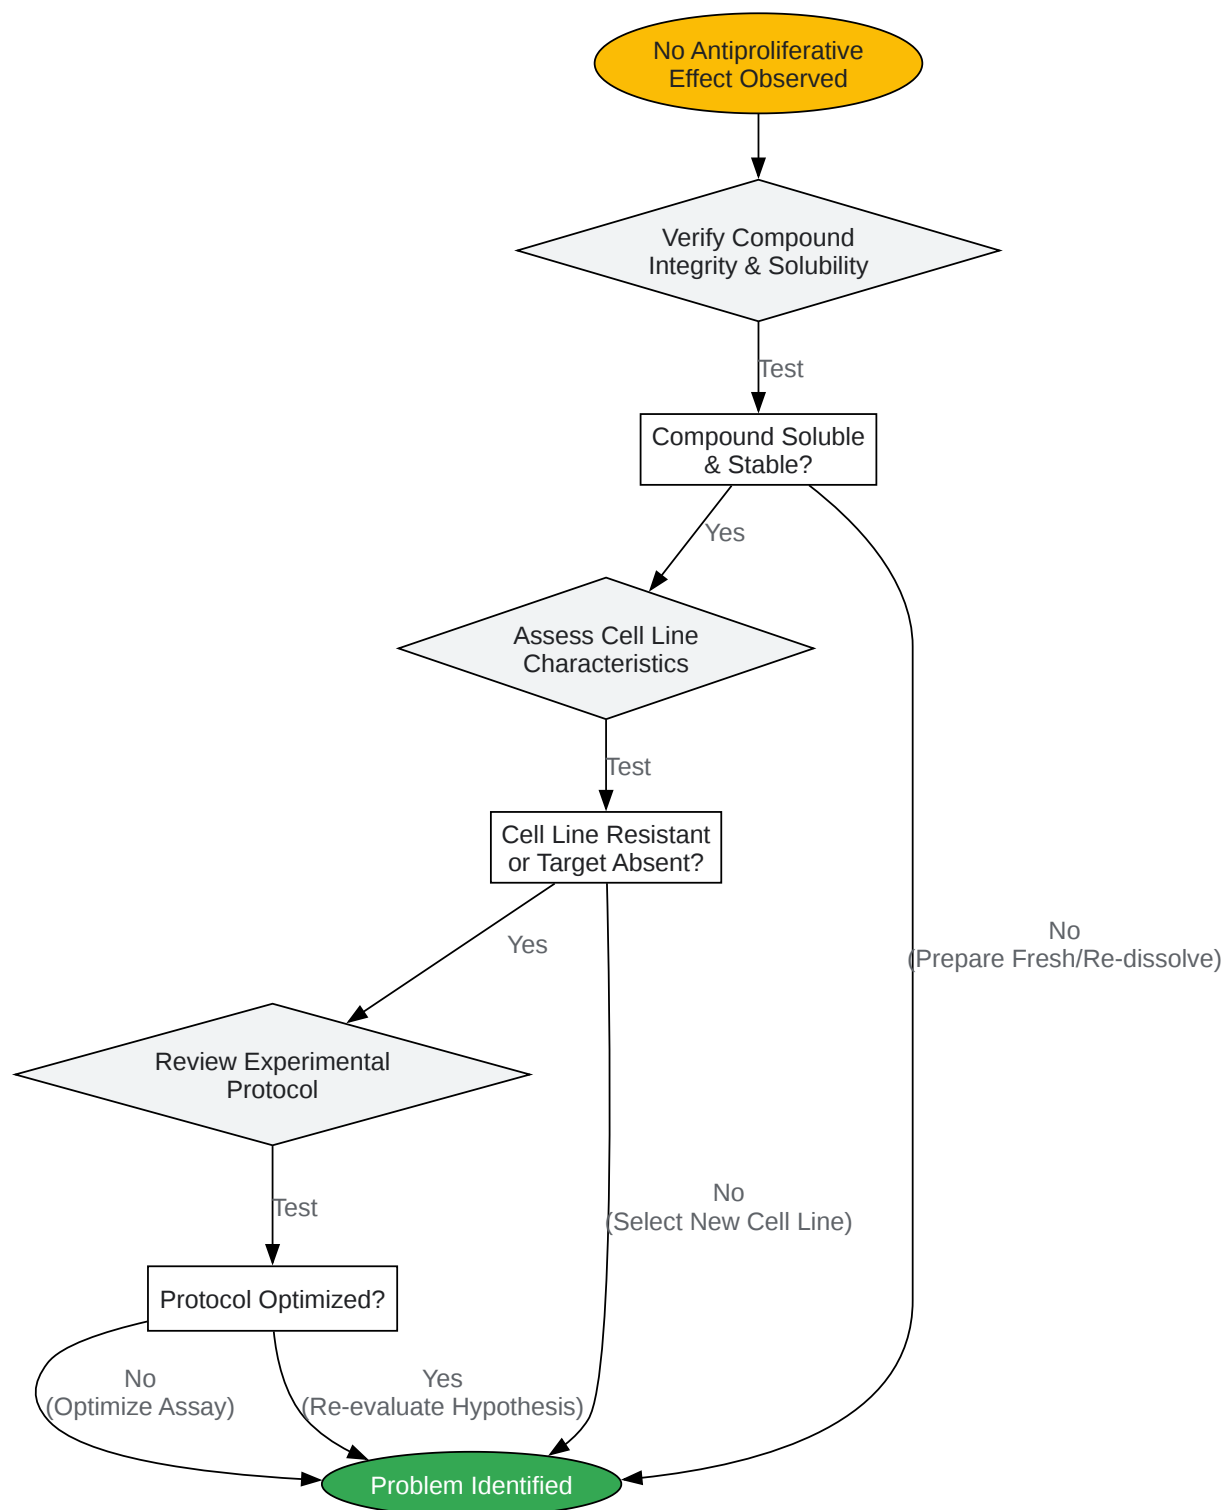 No Antiproliferative
Effect Observed
Verify Compound
Integrity & Solubility
Test
Compound Soluble
& Stable?
Yes
Assess Cell Line
Characteristics
Test
Cell Line Resistant
or Target Absent?
Yes
No
(Prepare Fresh/Re-dissolve)
Review Experimental
Protocol
No
(Select New Cell Line)
Test
Protocol Optimized?
No
(Optimize Assay)
Yes
(Re-evaluate Hypothesis)
Problem Identified